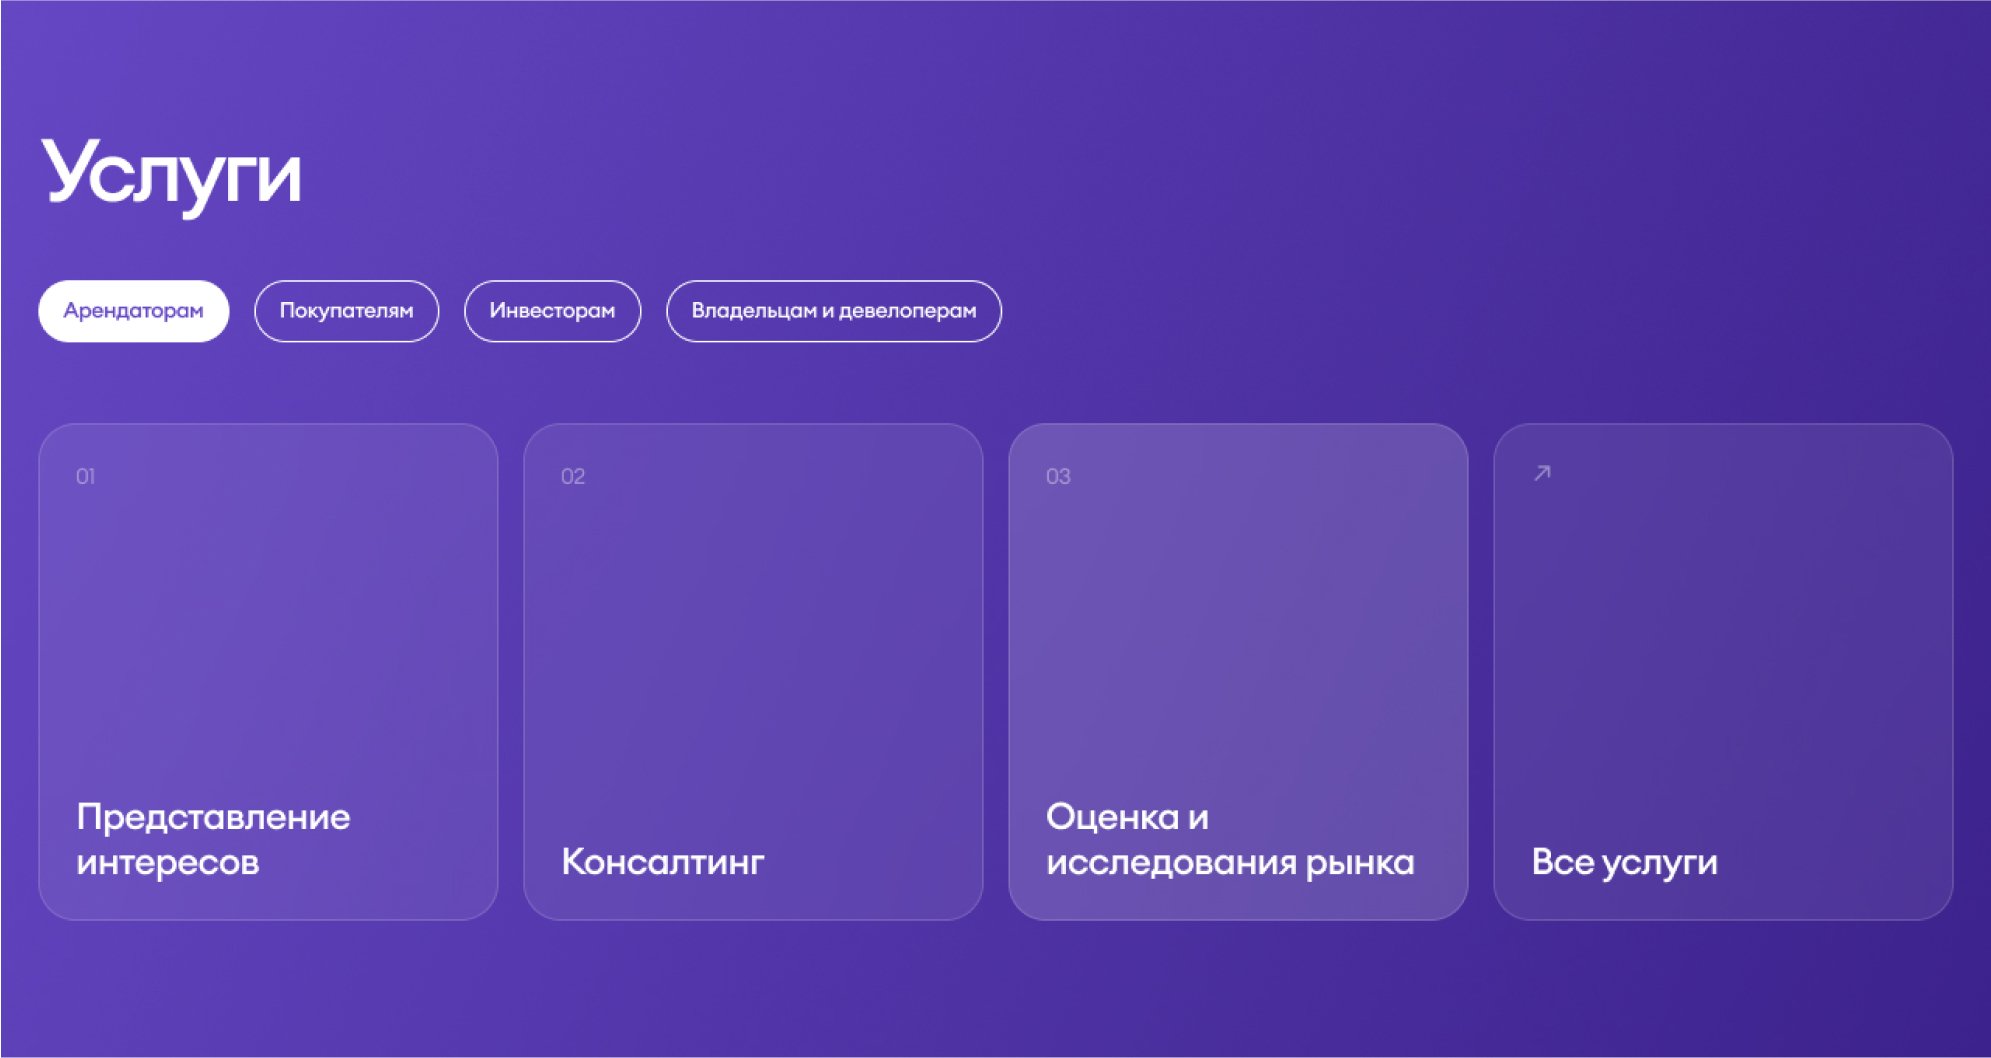 Услуги
Арендаторам
Покупателям
Инвесторам
Владельцам и девелоперам
01
Представление
интересов
02
Консалтинг
03
Оценка и
исследования рынка
Все услуги